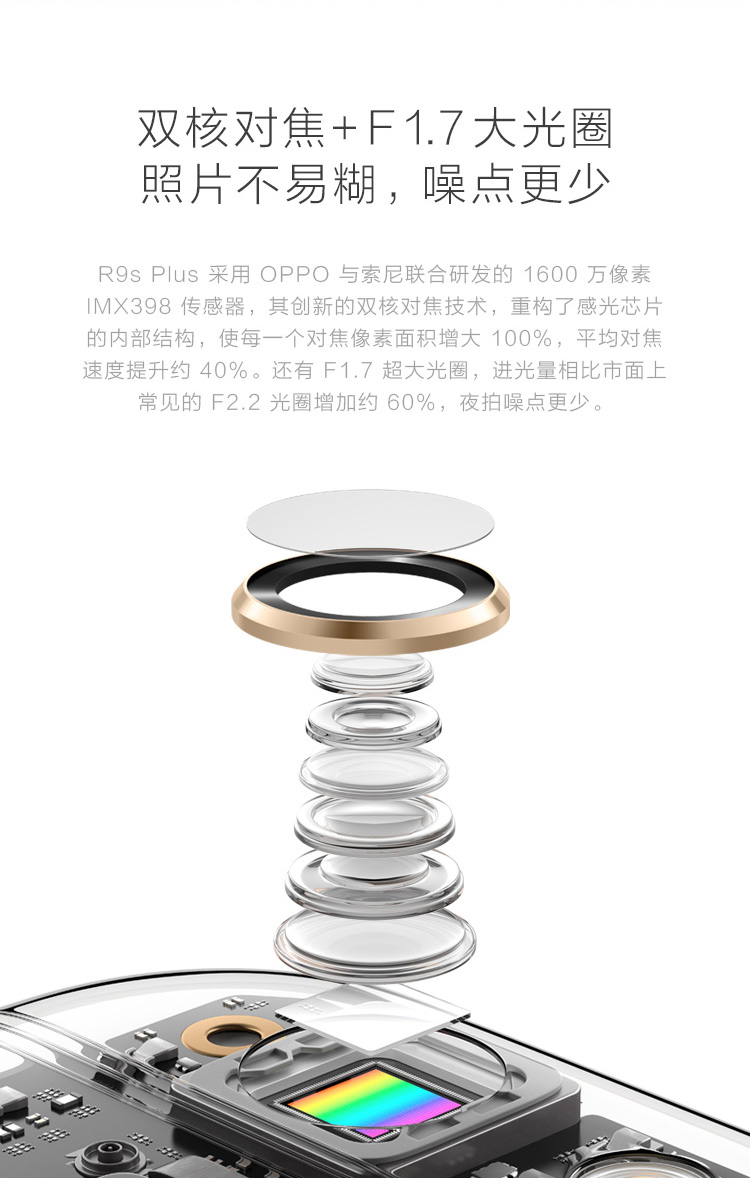 双核对焦+F1.7大光圈
照片不易糊，噪点更少
R9s Plus 采用 OPPO 与索尼联合研发的 1600 万像素
IMX398 传感器，其创新的双核对焦技术，重构了感光芯片
的内部结构，使每一个对焦像素面积增大 100%，平均对焦
速度提升约 40%。还有 F1.7 超大光圈，进光量相比市面上
常见的 F2.2 光圈增加约 60%，夜拍噪点更少。